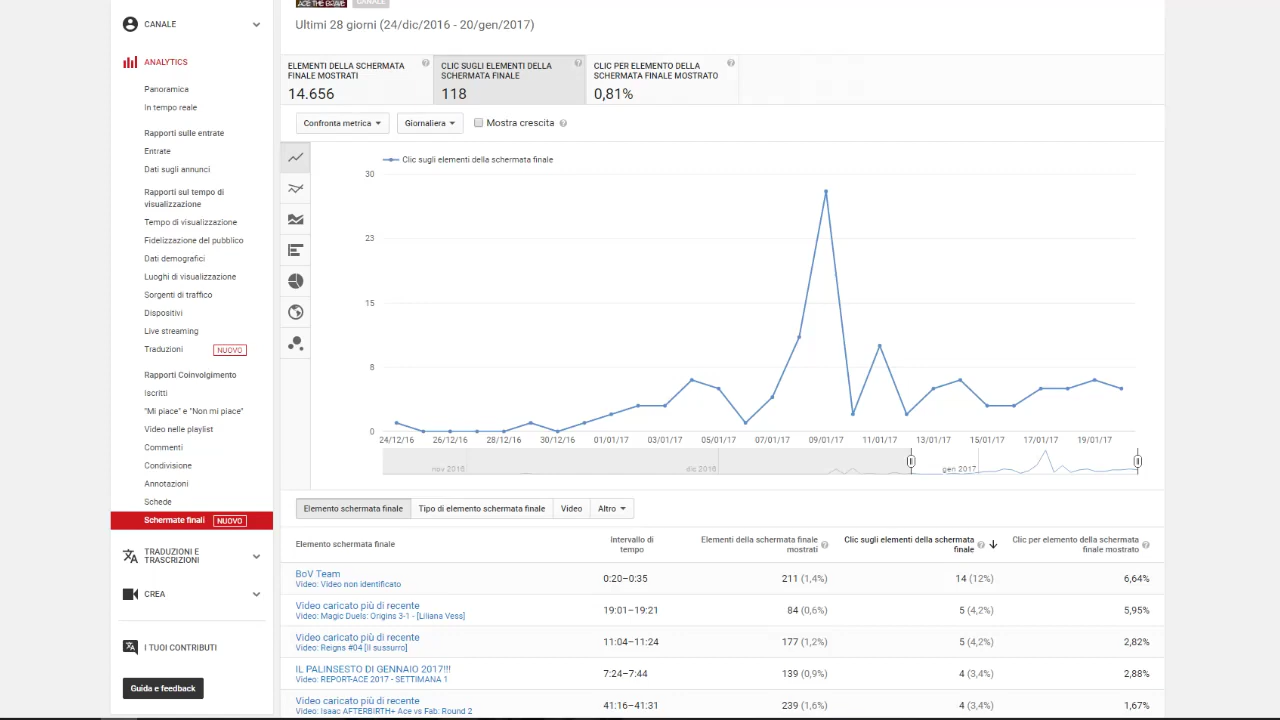 ACE THE BRAVE
CANALE
CANALE
Ultimi 28 giorni (24/dic/2016 - 20/gen/2017)
ANALYTICS
Panoramica
In tempo reale
Rapporti sulle entrate
Entrate
Dati sugli annunci
Rapporti sul tempo di
visualizzazione
Tempo di visualizzazione
Fidelizzazione del pubblico
Dati demografici
Luoghi di visualizzazione
Sorgenti di traffico
Dispositivi
Live streaming
Traduzioni NUOVO
Rapporti Coinvolgimento
Iscritti
"Mi piace" e "Non mi piace"
Video nelle playlist
Commenti
Condivisione
Annotazioni
Schede
Schermate finali NUOVO
TRADUZIONI E
TRASCRIZIONI
CREA
I TUOI CONTRIBUTI
Guida e feedback
ELEMENTI DELLA SCHERMATA
FINALE MOSTRATI
14.656
CLIC SUGLI ELEMENTI DELLA
SCHERMATA FINALE
118
CLIC PER ELEMENTO DELLA
SCHERMATA FINALE MOSTRATO
0,81%
Confronta metrica Giornaliera Mostra crescita
Clic sugli elementi della schermata finale
30
23
15
8
0
24/12/16 26/12/16 28/12/16 30/12/16 01/01/17 03/01/17 05/01/17 07/01/17 09/01/17 11/01/17 13/01/17 15/01/17 17/01/17 19/01/17
nov 2016 dic 2016 gen 2017
Elemento schermata finale Tipo di elemento schermata finale Video Altro
Elemento schermata finale
Intervallo di
tempo
Elementi della schermata finale
mostrati
Clic sugli elementi della schermata
finale
Clic per elemento della schermata
finale mostrato
BoV Team 0:20–0:35 211 (1,4%) 14 (12%) 6,64%
Video: Video non identificato
Video caricato più di recente 19:01–19:21 84 (0,6%) 5 (4,2%) 5,95%
Video: Magic Duels: Origins 3-1 - [Liliana Vess]
Video caricato più di recente 11:04–11:24 177 (1,2%) 5 (4,2%) 2,82%
Video: Reigns #04 [Il sussurro]
IL PALINSESTO DI GENNAIO 2017!!! 7:24–7:44 139 (0,9%) 4 (3,4%) 2,88%
Video: REPORT-ACE 2017 - SETTIMANA 1
Video caricato più di recente 41:16–41:31 239 (1,6%) 4 (3,4%) 1,67%
Video: Isaac AFTERBIRTH+ Ace vs Fab: Round 2